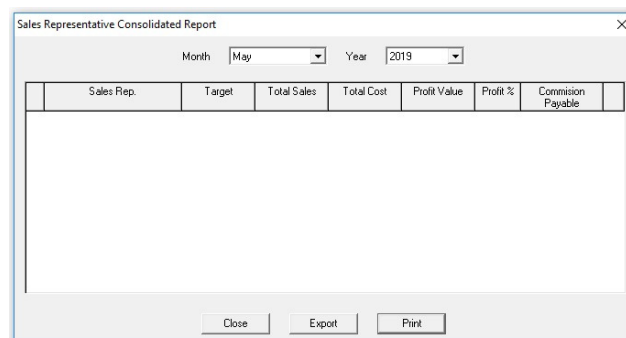 Sales Representative Consolidated Report
Month May Year 2019
Sales Rep. Target Total Sales Total Cost Profit Value Profit % Commision Payable
Close Export Print